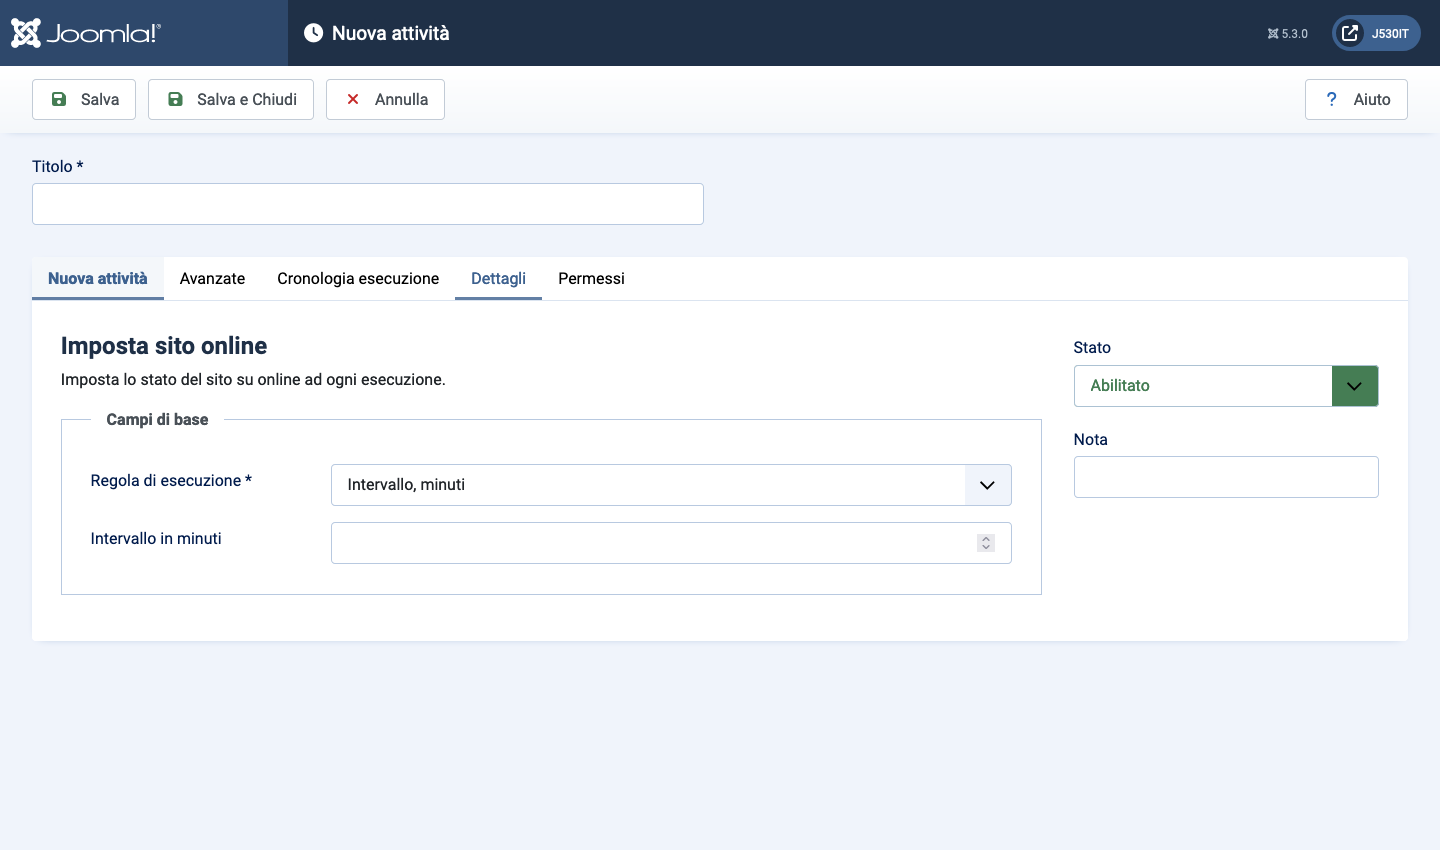 Joomla!®
Nuova attività
5.3.0
J530IT
Salva
Salva e Chiudi
Annulla
? Aiuto
Titolo *
Nuova attività
Avanzate
Cronologia esecuzione
Dettagli
Permessi
Imposta sito online
Imposta lo stato del sito su online ad ogni esecuzione.
Campi di base
Regola di esecuzione *
Intervallo, minuti
Intervallo in minuti
Stato
Abilitato
Nota